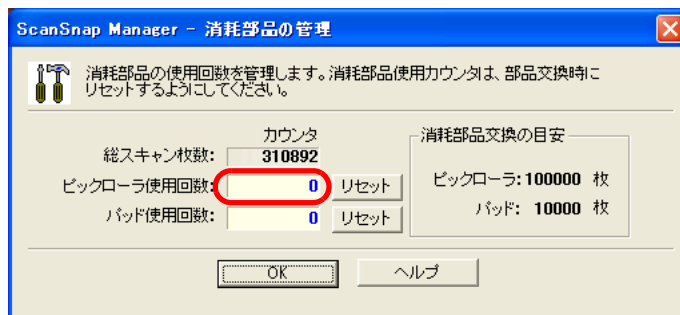 ScanSnap Manager - 消耗部品の管理
消耗部品の使用回数を管理します。消耗部品使用カウンタは、部品交換時に
リセットするようにしてください。
カウンタ
総スキャン枚数: 310892
ピックローラ使用回数: 0 リセット
パッド使用回数: 0 リセット
消耗部品交換の目安
ピックローラ: 100000 枚
パッド: 10000 枚
OK ヘルプ